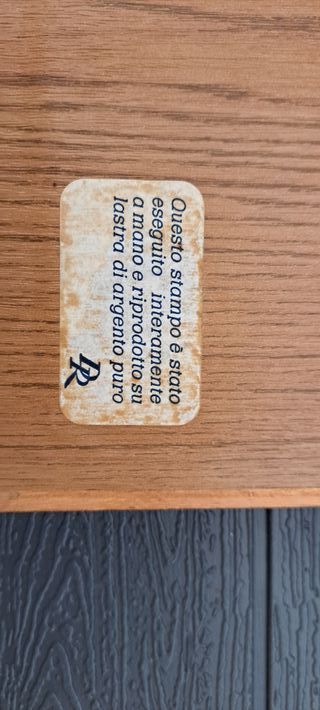 Questo stampo è stato
eseguito interamente
a mano e riprodotto su
lastra di argento puro